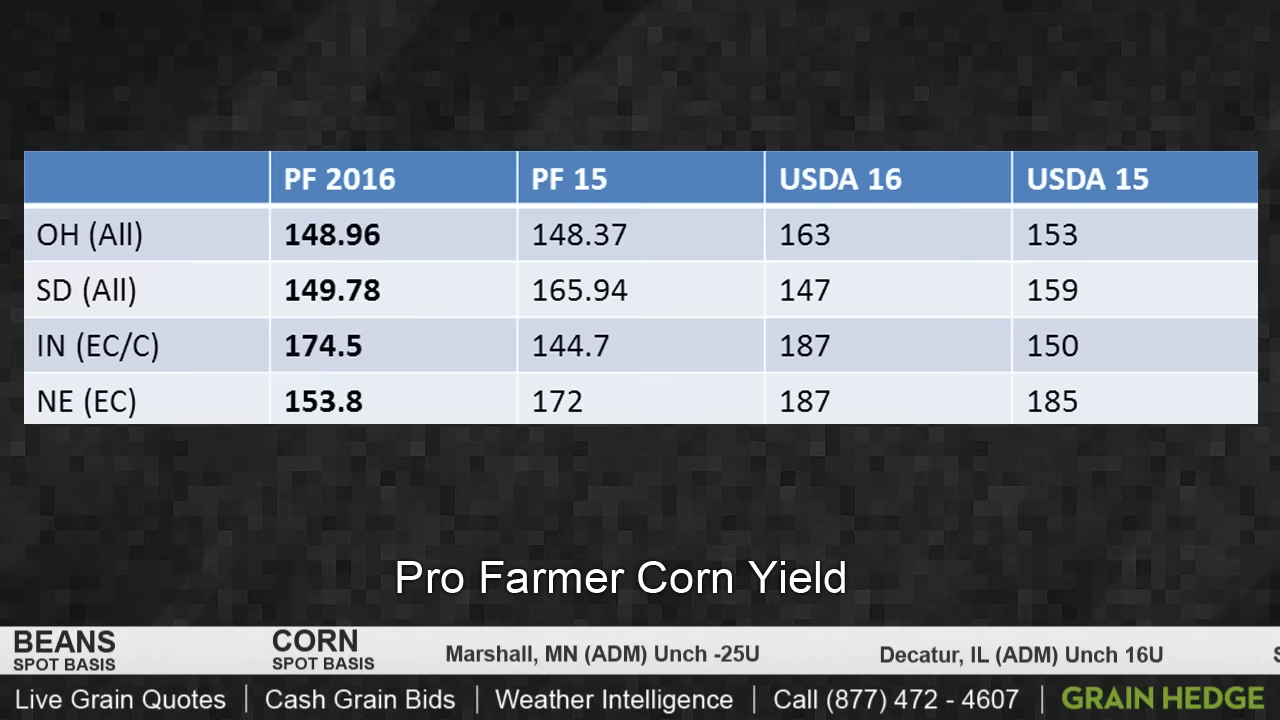 PF 2016 PF 15 USDA 16 USDA 15
OH (All) 148.96 148.37 163 153
SD (All) 149.78 165.94 147 159
IN (EC/C) 174.5 144.7 187 150
NE (EC) 153.8 172 187 185
Pro Farmer Corn Yield
BEANS
SPOT BASIS
CORN
SPOT BASIS
Marshall, MN (ADM) Unch -25U
Decatur, IL (ADM) Unch 16U
Live Grain Quotes | Cash Grain Bids | Weather Intelligence | Call (877) 472 - 4607 | GRAIN HEDGE